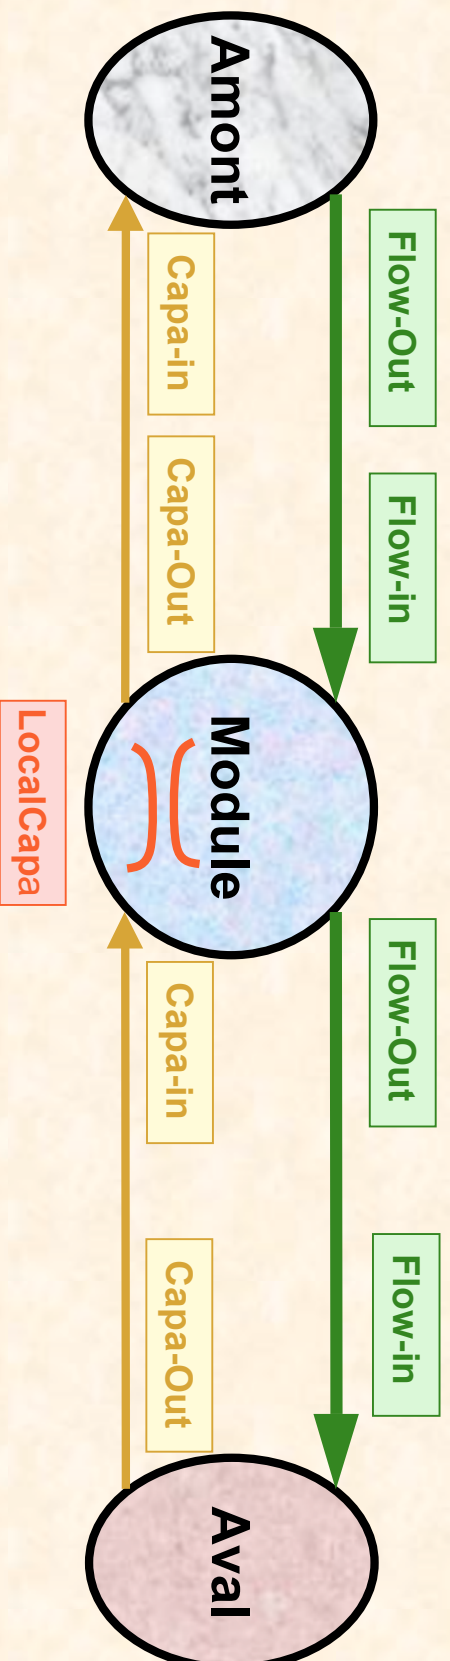 Flow-Out
Flow-in
Flow-Out
Flow-in
Amont
Module
Aval
Capa-in
Capa-Out
Capa-in
Capa-Out
LocalCapa